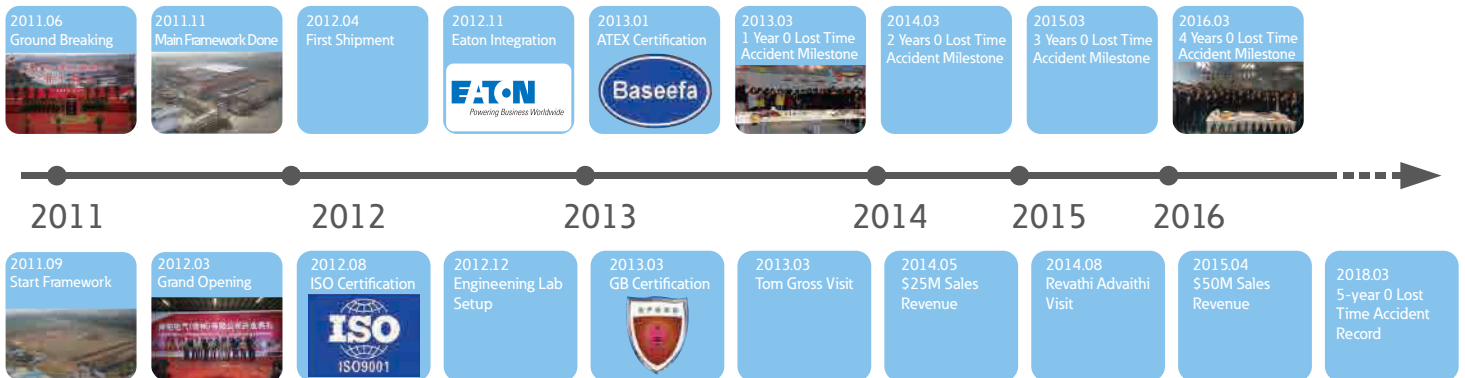 2011.06
Ground Breaking
2011.11
Main Framework Done
2012.04
First Shipment
2012.11
Eaton Integration
EATON
Powering Business Worldwide
2013.01
ATEX Certification
Baseefa
2013.03
1 Year 0 Lost Time
Accident Milestone
2014.03
2 Years 0 Lost Time
Accident Milestone
2015.03
3 Years 0 Lost Time
Accident Milestone
2016.03
4 Years 0 Lost Time
Accident Milestone
2011
2012
2013
2014
2015
2016
2011.09
Start Framework
2012.03
Grand Opening
2012.08
ISO Certification
ISO
ISO9001
2012.12
Engineening Lab
Setup
2013.03
GB Certification
2013.03
Tom Gross Visit
2014.05
$25M Sales
Revenue
2014.08
Revathi Advaithi
Visit
2015.04
$50M Sales
Revenue
2018.03
5-year 0 Lost
Time Accident
Record